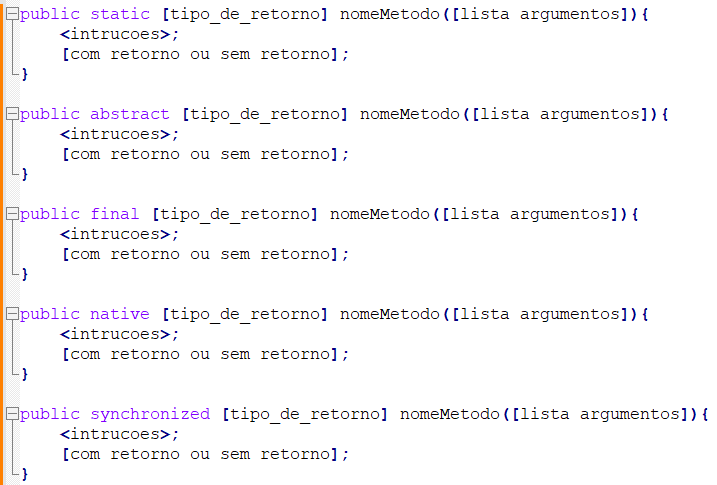 public static [tipo_de_retorno] nomeMetodo([lista argumentos]){
<intrucoes>;
[com retorno ou sem retorno];
}
public abstract [tipo_de_retorno] nomeMetodo([lista argumentos]){
<intrucoes>;
[com retorno ou sem retorno];
}
public final [tipo_de_retorno] nomeMetodo([lista argumentos]){
<intrucoes>;
[com retorno ou sem retorno];
}
public native [tipo_de_retorno] nomeMetodo([lista argumentos]){
<intrucoes>;
[com retorno ou sem retorno];
}
public synchronized [tipo_de_retorno] nomeMetodo([lista argumentos]){
<intrucoes>;
[com retorno ou sem retorno];
}